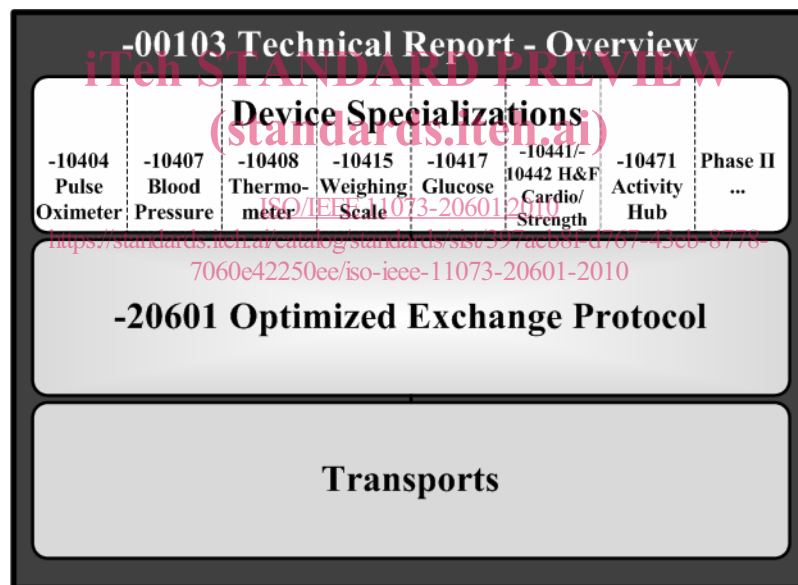 -00103 Technical Report - Overview
iTeh STANDARD PREVIEW
Device Specializations
(standards.iteh.ai)
-10404
Pulse
Oximeter
-10407
Blood
Pressure
-10408
Thermo-
meter
-10415
Weighing
Scale
-10417
Glucose
-10441/-
10442 H&F
Cardio/
Strength
-10471
Activity
Hub
Phase II
...
ISO/IEEE 11073-20601:2010
https://standards.iteh.ai/catalog/standards/sist/397aeb8f-d767-43eb-8778-
7060e42250ee/iso-ieee-11073-20601-2010
-20601 Optimized Exchange Protocol
Transports